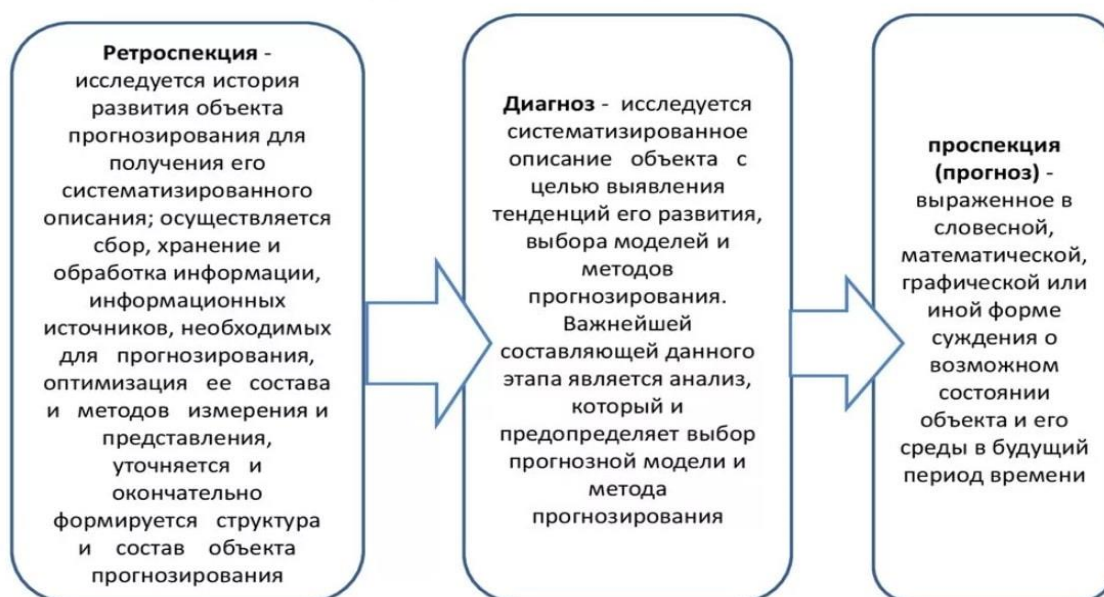 Ретроспекция -
исследуется история
развития объекта
прогнозирования для
получения его
систематизированного
описания; осуществляется
сбор, хранение и
обработка информации,
информационных
источников, необходимых
для прогнозирования,
оптимизация ее состава
и методов измерения и
представления,
уточняется и
окончательно
формируется структура
и состав объекта
прогнозирования
Диагноз - исследуется
систематизированное
описание объекта с
целью выявления
тенденций его развития,
выбора моделей и
методов
прогнозирования.
Важнейшей
составляющей данного
этапа является анализ,
который и
предопределяет выбор
прогнозной модели и
метода
прогнозирования
проспекция
(прогноз) -
выраженное в
словесной,
математической,
графической или
иной форме
суждения о
возможном
состоянии
объекта и его
среды в будущий
период времени